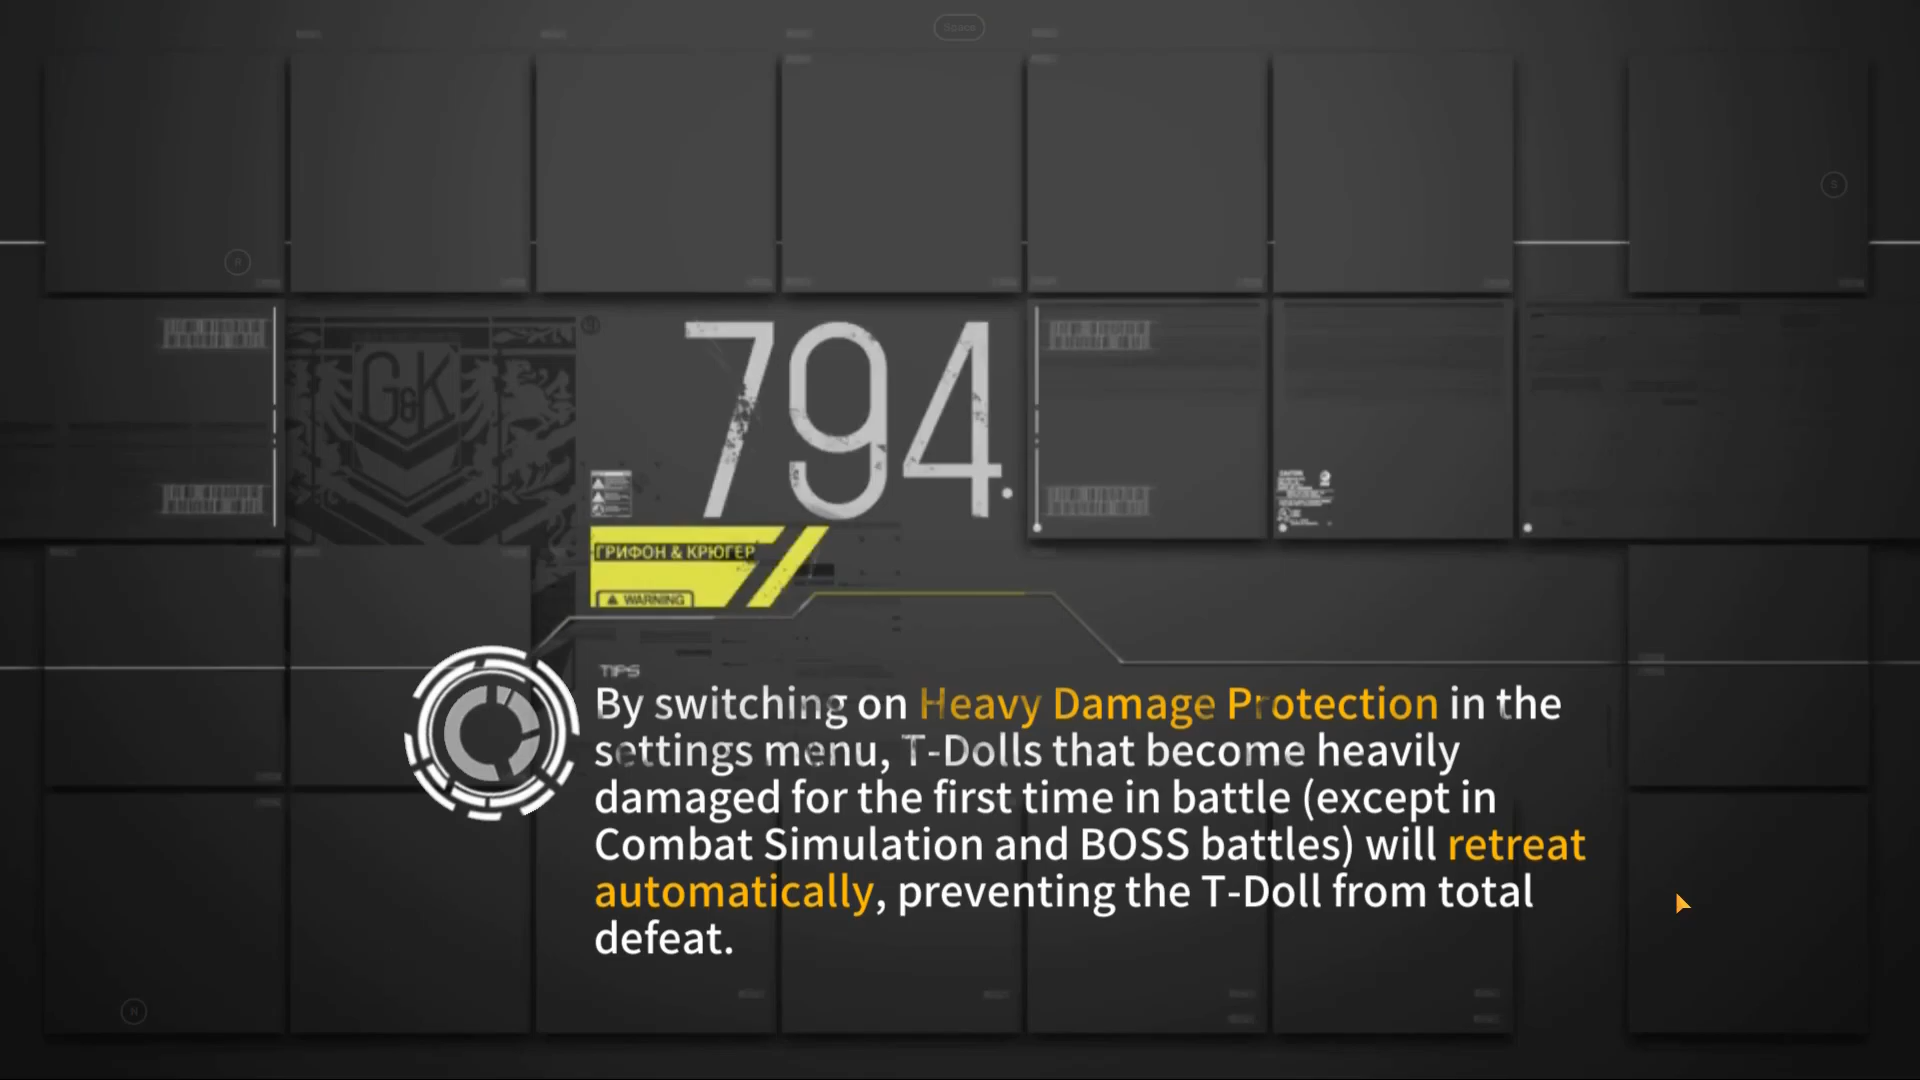 Space
S
R
G&K
794.
ГРИФОН & КРЮГЕР
WARNING
TIPS
By switching on Heavy Damage Protection in the
settings menu, T-Dolls that become heavily
damaged for the first time in battle (except in
Combat Simulation and BOSS battles) will retreat
automatically, preventing the T-Doll from total
defeat.
N